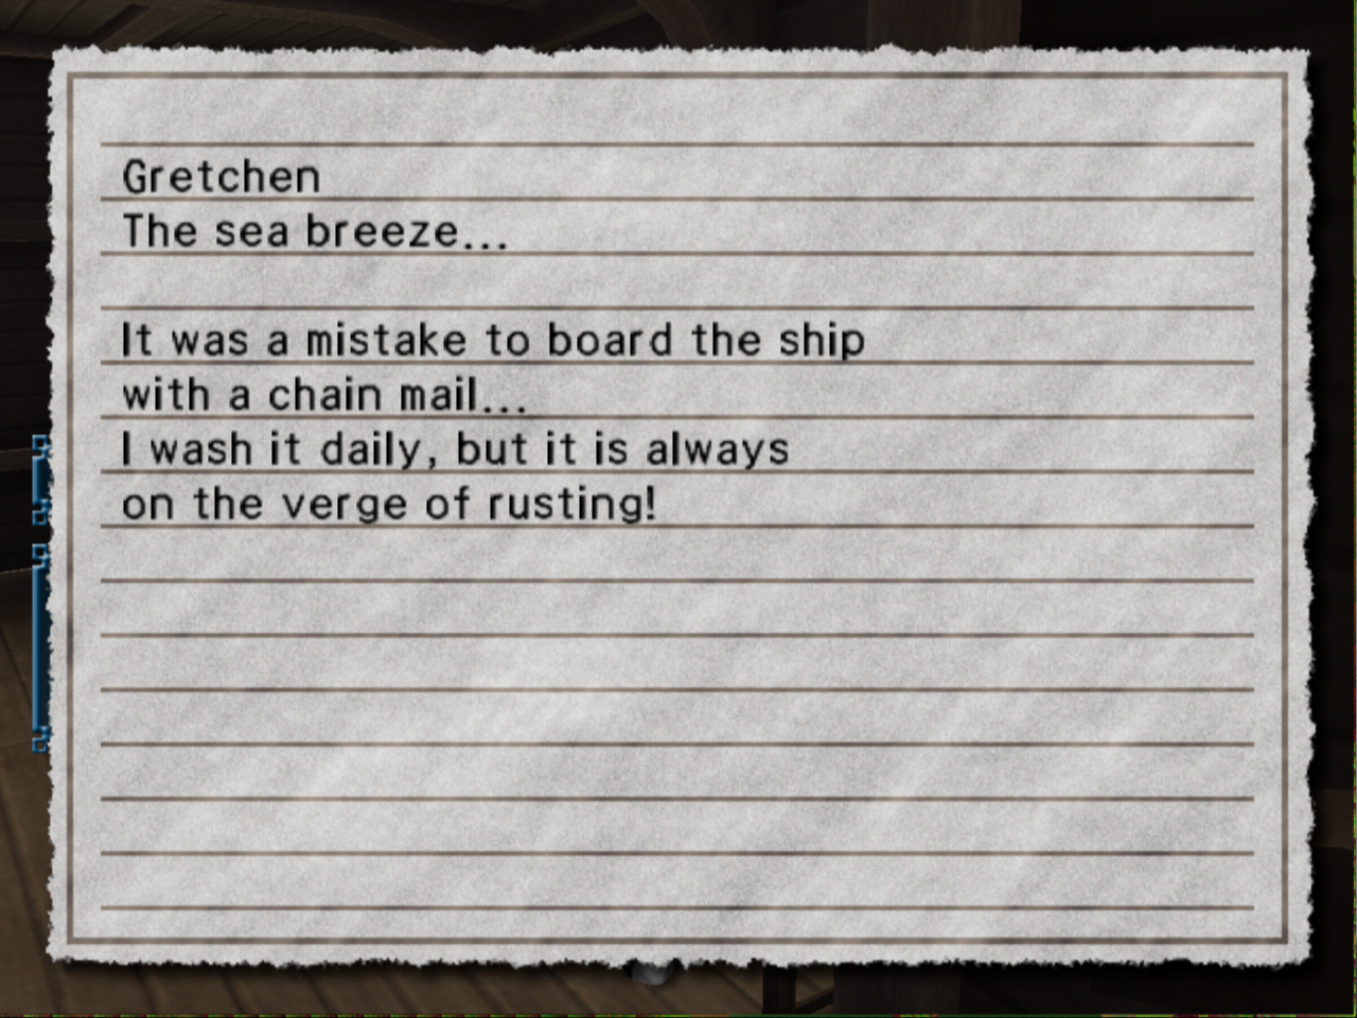 Gretchen
The sea breeze...
It was a mistake to board the ship
with a chain mail...
I wash it daily, but it is always
on the verge of rusting!